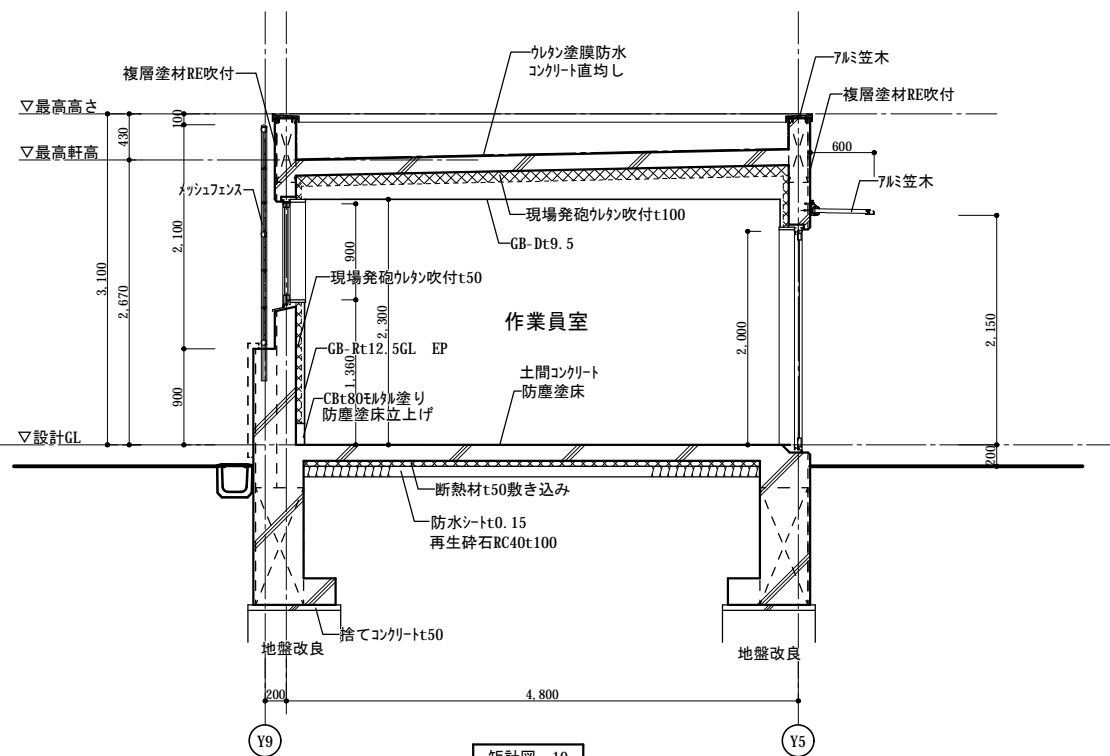 ウレタン塗膜防水
コンクリート直均し
アルミ笠木
複層塗材RE吹付
複層塗材RE吹付
▽最高高さ
100
430
▽最高軒高
600
メッシュフェンス
アルミ笠木
現場発砲ウレタン吹付t100
GB-Dt9.5
2,100
900
3,100
2,670
現場発砲ウレタン吹付t50
2,300
作業員室
2,000
2,150
GB-Rt12.5GL EP
1,360
土間コンクリート
防塵塗床
900
CBt80モルタル塗り
防塵塗床立上げ
▽設計GL
200
断熱材t50敷き込み
防水シートt0.15
再生砕石RC40t100
捨てコンクリートt50
地盤改良
地盤改良
200
4,800
Y9
Y5